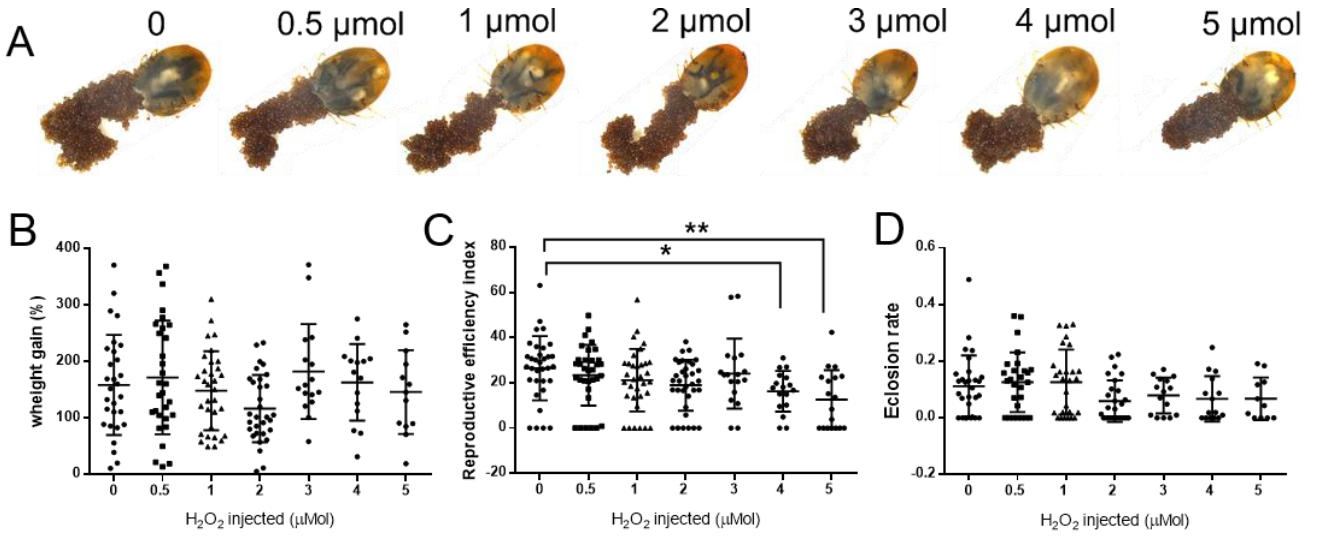 A
0 0.5 µmol 1 µmol 2 µmol 3 µmol 4 µmol 5 µmol
B
wheight gain (%)
400
300
200
100
0
0 0.5 1 2 3 4 5
H₂O₂ injected (µMol)
C
Reproductive efficiency index
80
60
40
20
0
-20
**
*
0 0.5 1 2 3 4 5
H₂O₂ injected (µMol)
D
Eclosion rate
0.6
0.4
0.2
0.0
-0.2
0 0.5 1 2 3 4 5
H₂O₂ injected (µMol)